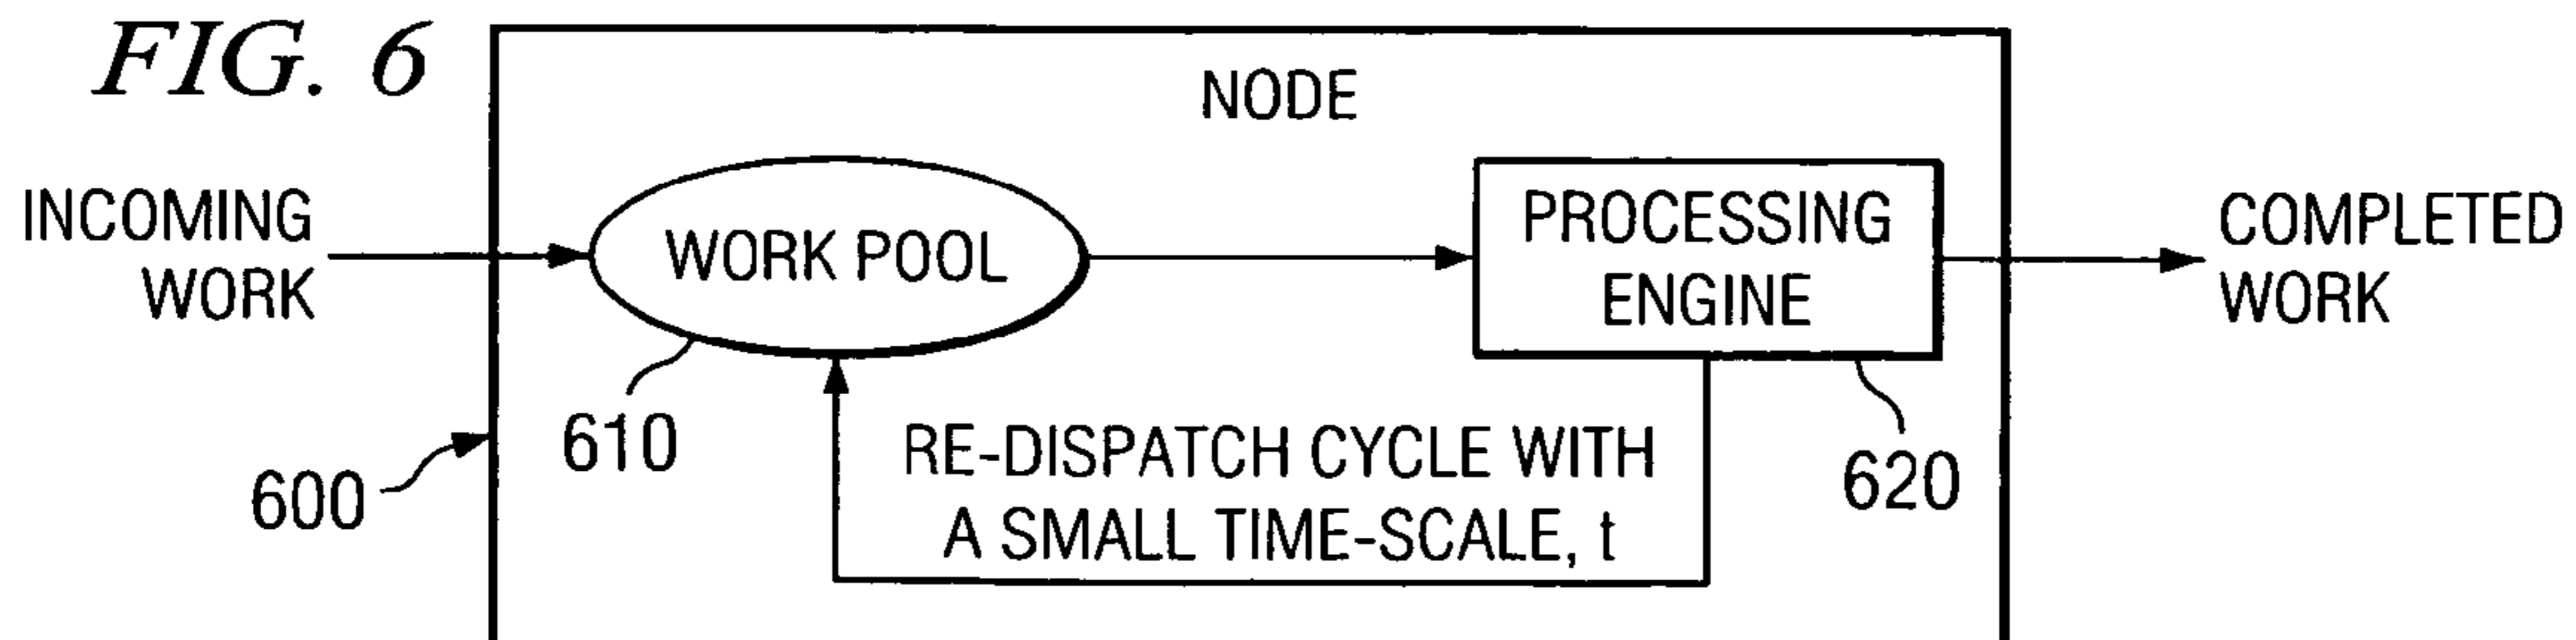 FIG. 6
NODE
INCOMING
WORK
WORK POOL
PROCESSING
ENGINE
COMPLETED
WORK
610
RE-DISPATCH CYCLE WITH
A SMALL TIME-SCALE, t
620
600